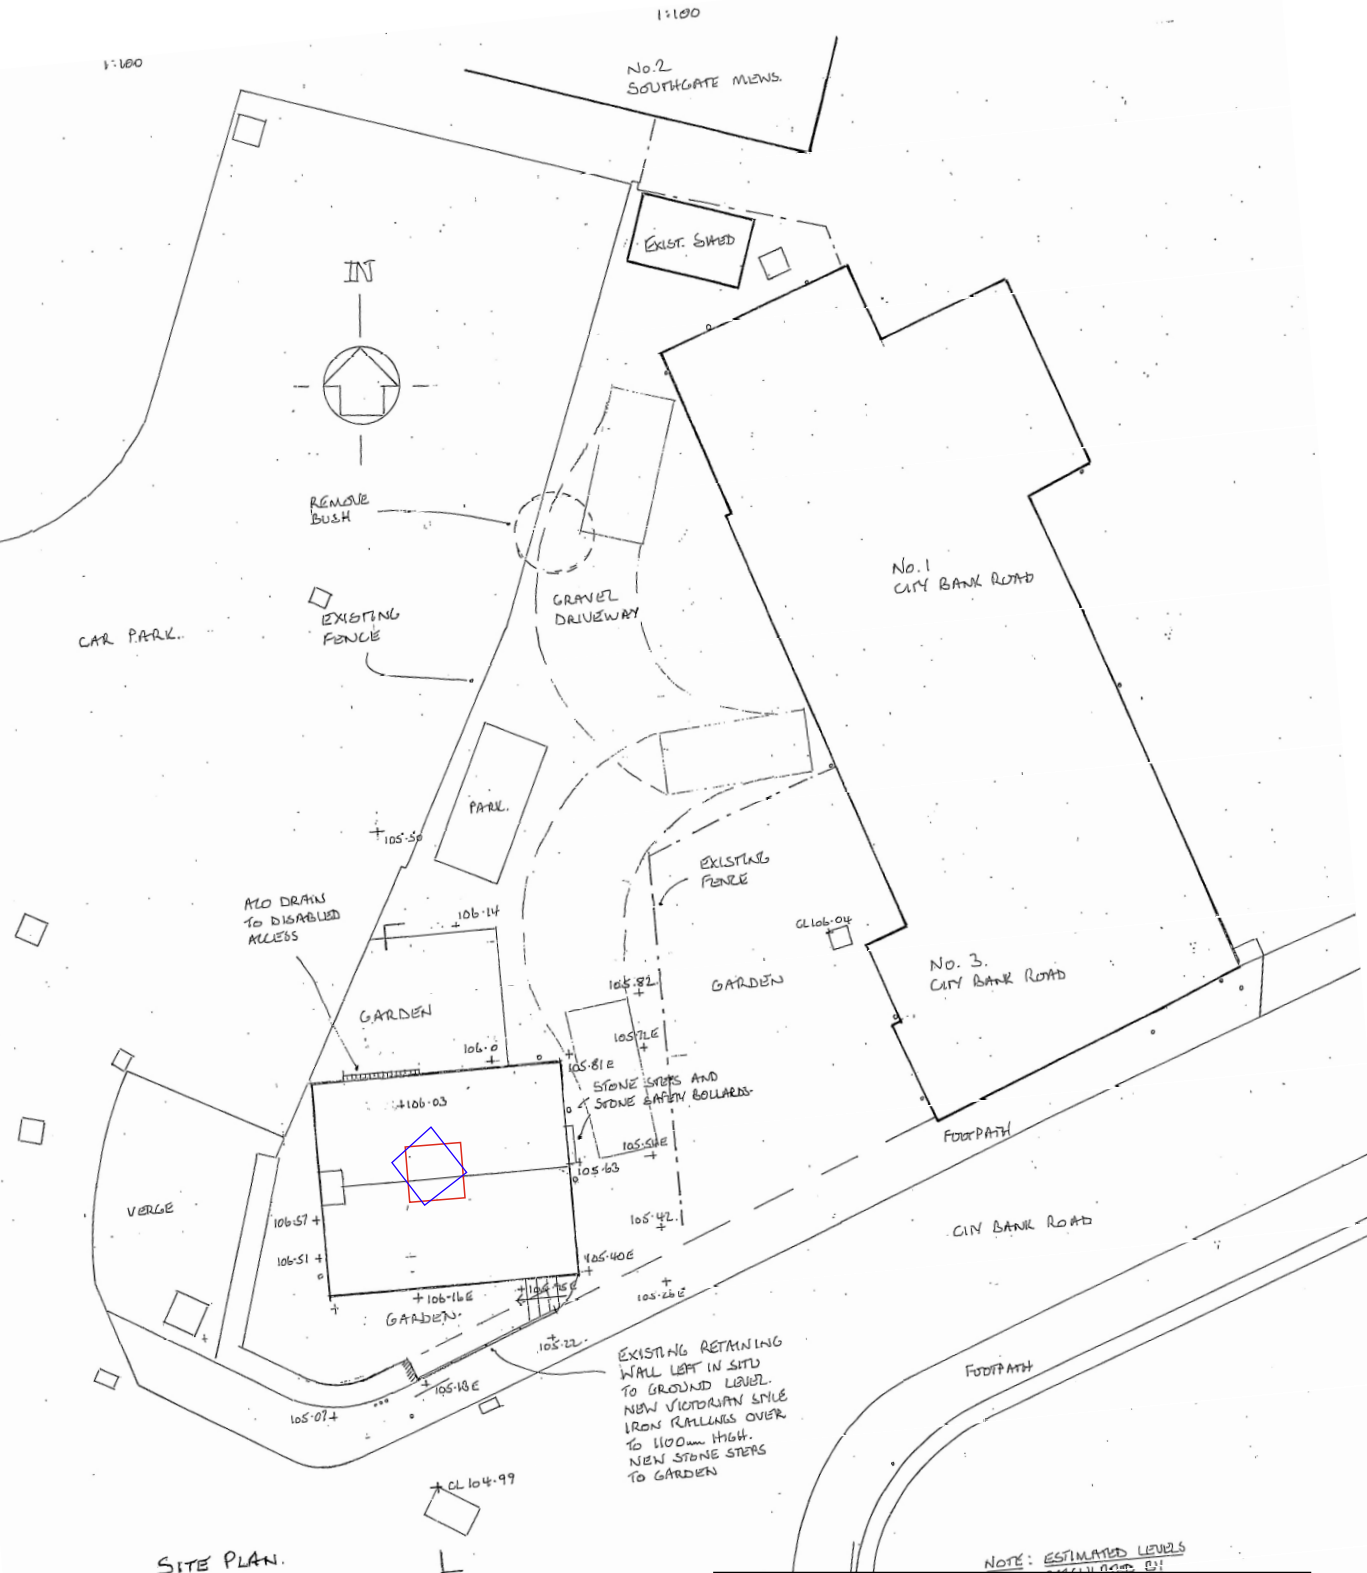 1:100
1:100
No.2
SOUTHGATE MEWS.
EXIST. SHED
IN
REMOVE
BUSH
No.1
CITY BANK ROAD
GRAVEL
DRIVEWAY
EXISTING
FENCE
CAR PARK.
PARK.
105.50
EXISTING
FENCE
ACO DRAIN
TO DISABLED
ACCESS
106.14
CL106.04
No. 3.
CITY BANK ROAD
GARDEN
105.82
GARDEN
105.72E
106.0
105.81E
STONE STEPS AND
STONE SAFETY BOLLARDS.
106.03
FOOTPATH
105.54E
105.63
VERGE
106.57
105.42
CITY BANK ROAD
106.51
105.40E
106.16E
105.26E
GARDEN.
105.22
EXISTING RETAINING
WALL LEFT IN SITU
TO GROUND LEVEL.
NEW VICTORIAN STYLE
IRON RAILINGS OVER
TO 1100mm HIGH.
NEW STONE STEPS
TO GARDEN
FOOTPATH
105.18E
105.07
CL 104.99
SITE PLAN.
NOTE: ESTIMATED LEVELS